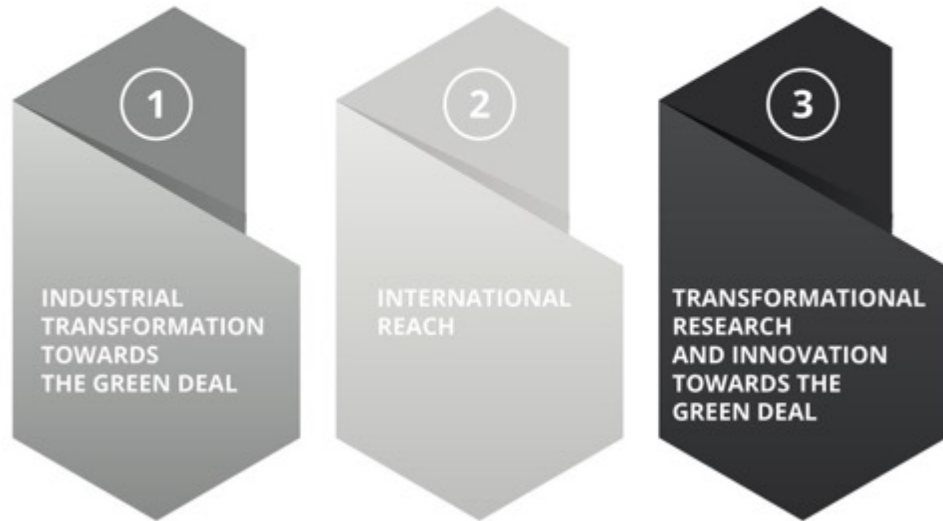 1
INDUSTRIAL
TRANSFORMATION
TOWARDS
THE GREEN DEAL
2
INTERNATIONAL
REACH
3
TRANSFORMATIONAL
RESEARCH
AND INNOVATION
TOWARDS THE
GREEN DEAL